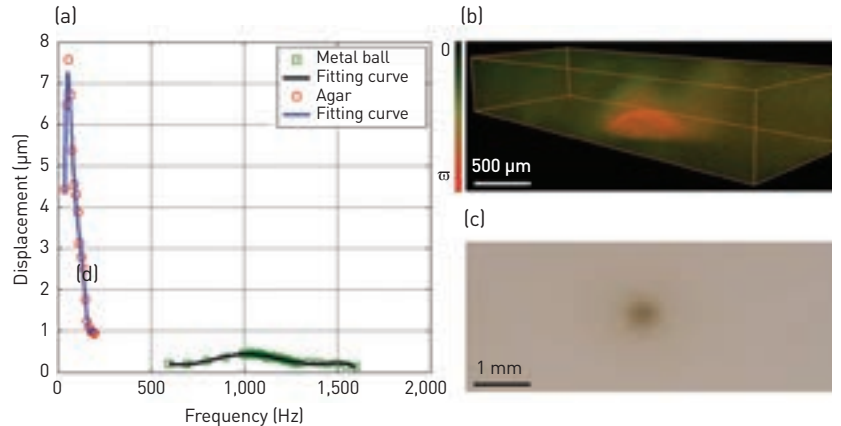 (a)
8
7
6
5
4
3
2
1
0
Displacement (μm)
0
500
1,000
1,500
2,000
Frequency (Hz)
Metal ball
Fitting curve
Agar
Fitting curve
(d)
(b)
0
ϖ
500 μm
(c)
1 mm